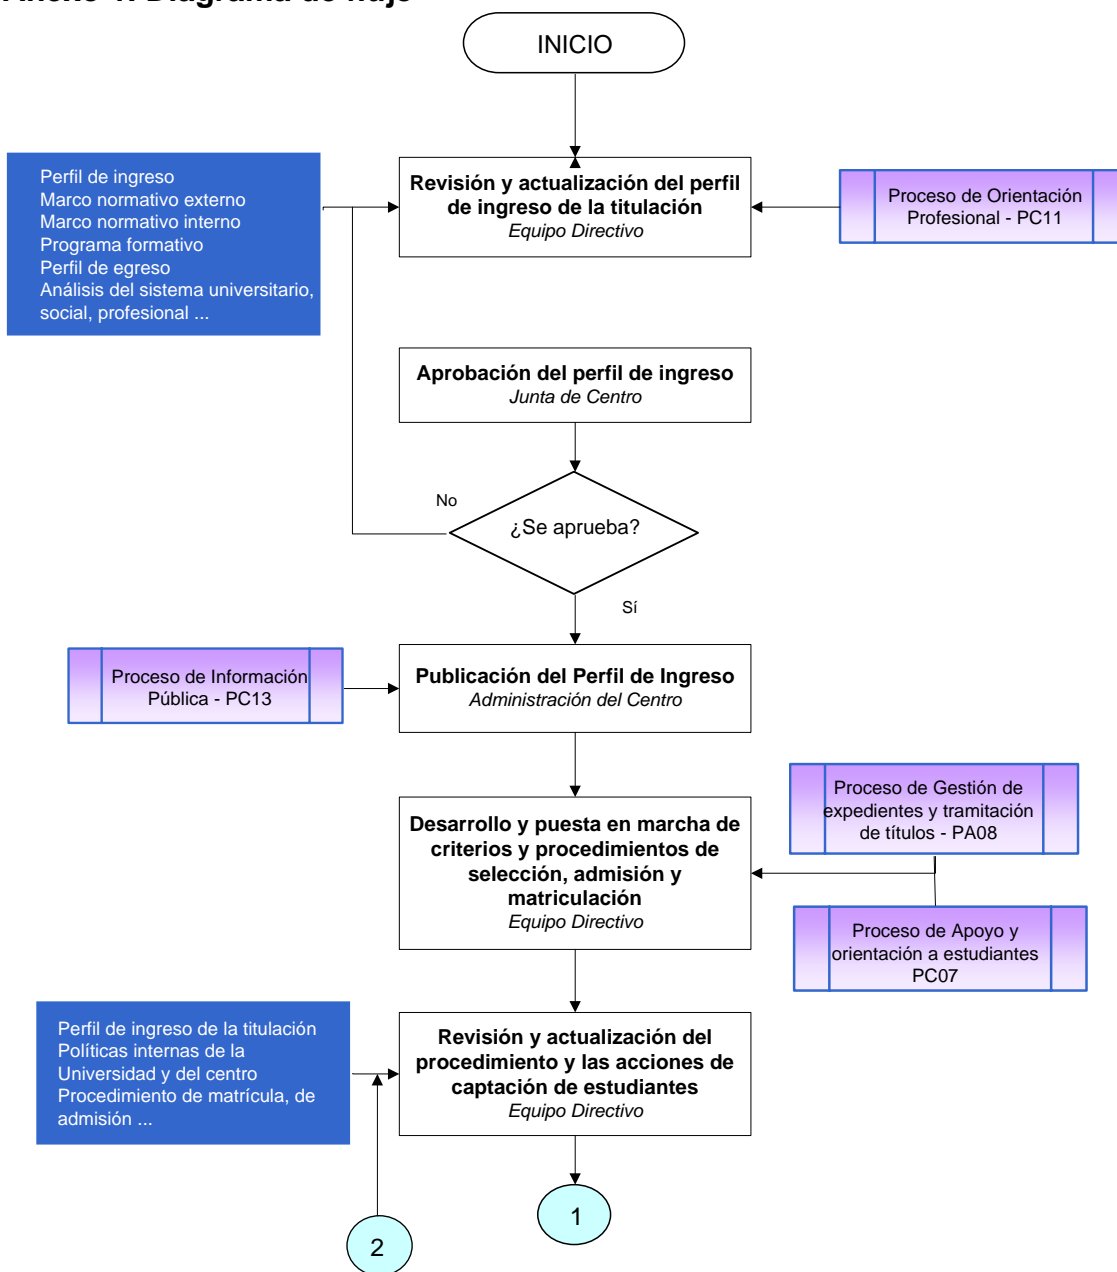 INICIO
Perfil de ingreso
Marco normativo externo
Marco normativo interno
Programa formativo
Perfil de egreso
Análisis del sistema universitario,
social, profesional ...
Revisión y actualización del perfil
de ingreso de la titulación
Equipo Directivo
Proceso de Orientación
Profesional - PC11
Aprobación del perfil de ingreso
Junta de Centro
No
¿Se aprueba?
Sí
Proceso de Información
Pública - PC13
Publicación del Perfil de Ingreso
Administración del Centro
Desarrollo y puesta en marcha de
criterios y procedimientos de
selección, admisión y
matriculación
Equipo Directivo
Proceso de Gestión de
expedientes y tramitación
de títulos - PA08
Proceso de Apoyo y
orientación a estudiantes
PC07
Perfil de ingreso de la titulación
Políticas internas de la
Universidad y del centro
Procedimiento de matrícula, de
admisión ...
Revisión y actualización del
procedimiento y las acciones de
captación de estudiantes
Equipo Directivo
1
2